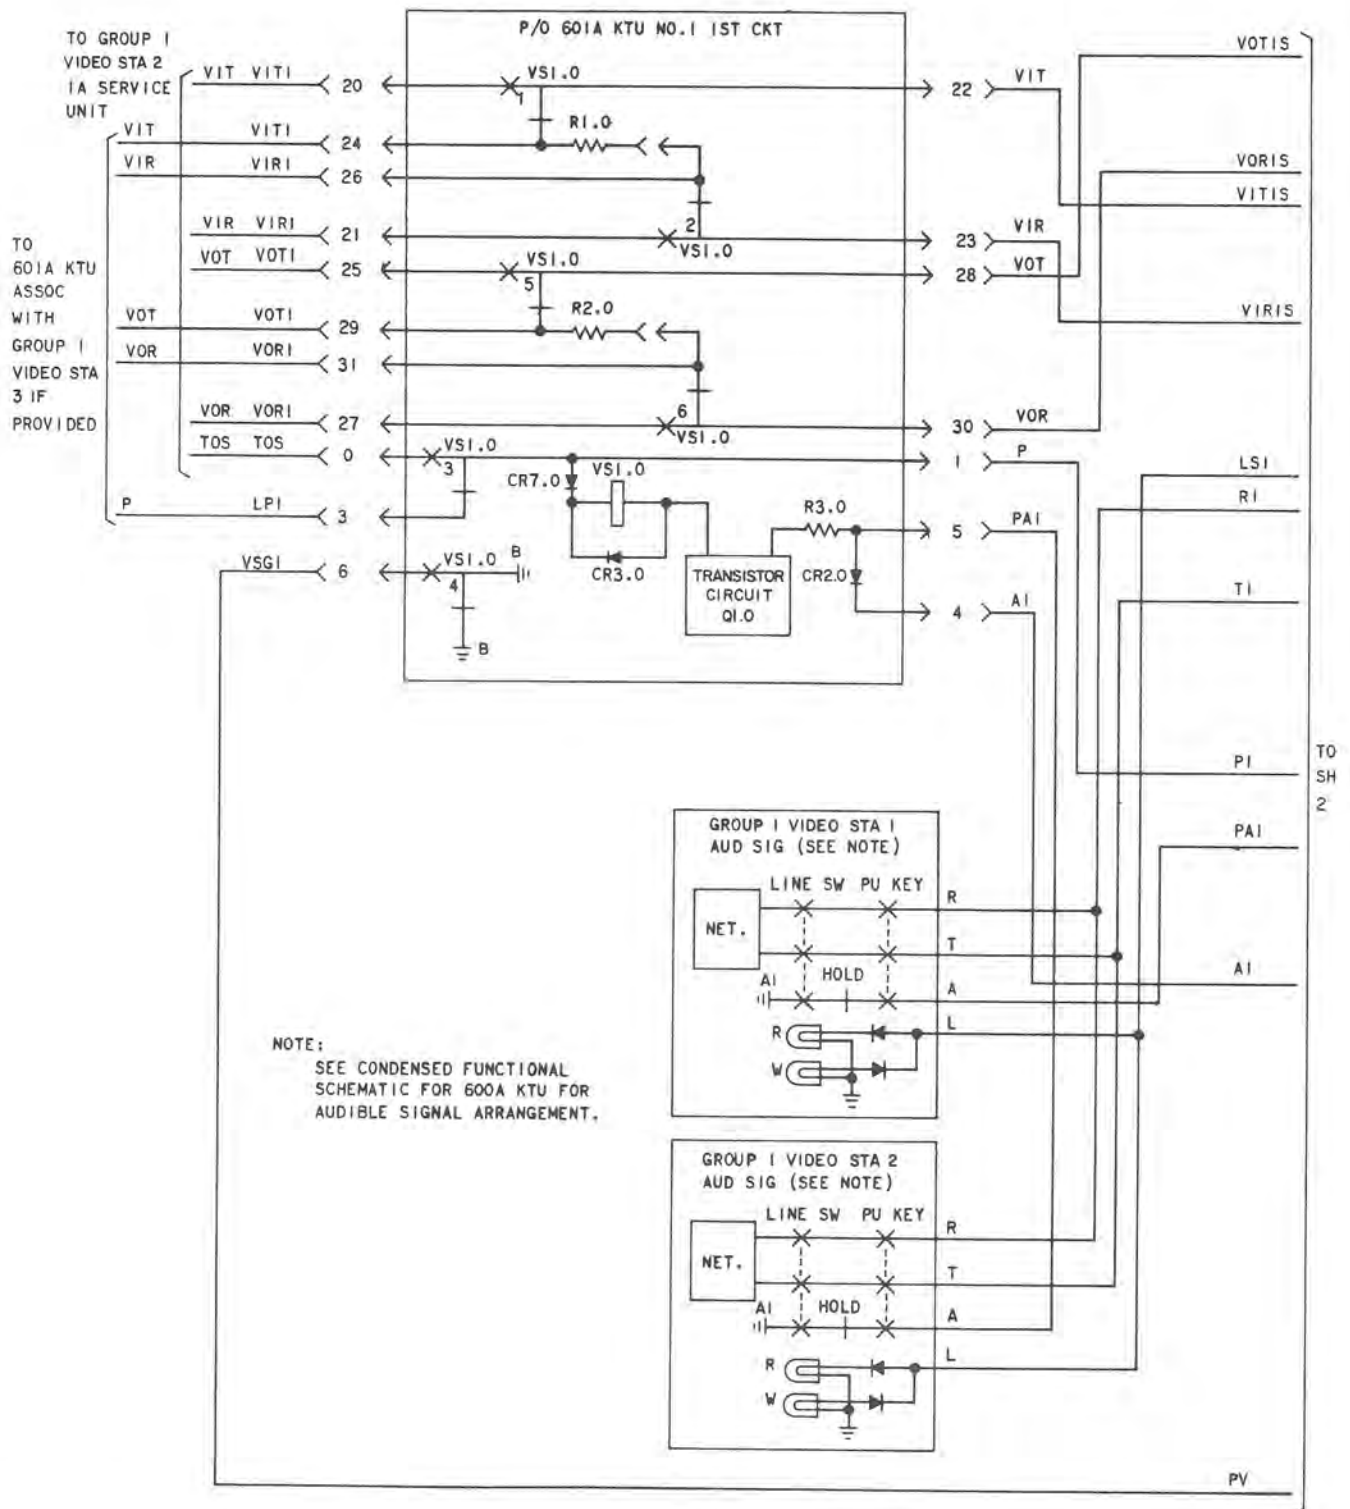 P/O 601A KTU NO.1 1ST CKT
TO GROUP 1
VIDEO STA 2
1A SERVICE
UNIT
VIT VIT1 20 VS1.0 1 22 VIT
VOT1S
R1.0
VIT VIT1 24
VIR VIR1 26
VOR1S
VIT1S
VIR VIR1 21 2 VS1.0 23 VIR
VOT VOT1 25 VS1.0 5 28 VOT
TO
601A KTU
ASSOC
WITH
GROUP 1
VIDEO STA
3 IF
PROVIDED
R2.0
VOT VOT1 29
VOR VOR1 31
VIR1S
VOR VOR1 27 6 VS1.0 30 VOR
TOS TOS 0 VS1.0 3 1 P
LS1
CR7.0 VS1.0
R1
P LP1 3
R3.0 5 PA1
VSG1 6 VS1.0 4 B
CR3.0
TRANSISTOR
CIRCUIT
Q1.0
CR2.0
T1
4 A1
B
TO
SH
2
P1
PA1
A1
GROUP 1 VIDEO STA 1
AUD SIG (SEE NOTE)
LINE SW PU KEY
R
NET.
T
A1 HOLD A
R L
W
NOTE:
SEE CONDENSED FUNCTIONAL
SCHEMATIC FOR 600A KTU FOR
AUDIBLE SIGNAL ARRANGEMENT.
GROUP 1 VIDEO STA 2
AUD SIG (SEE NOTE)
LINE SW PU KEY
R
NET.
T
A1 HOLD A
R L
W
PV